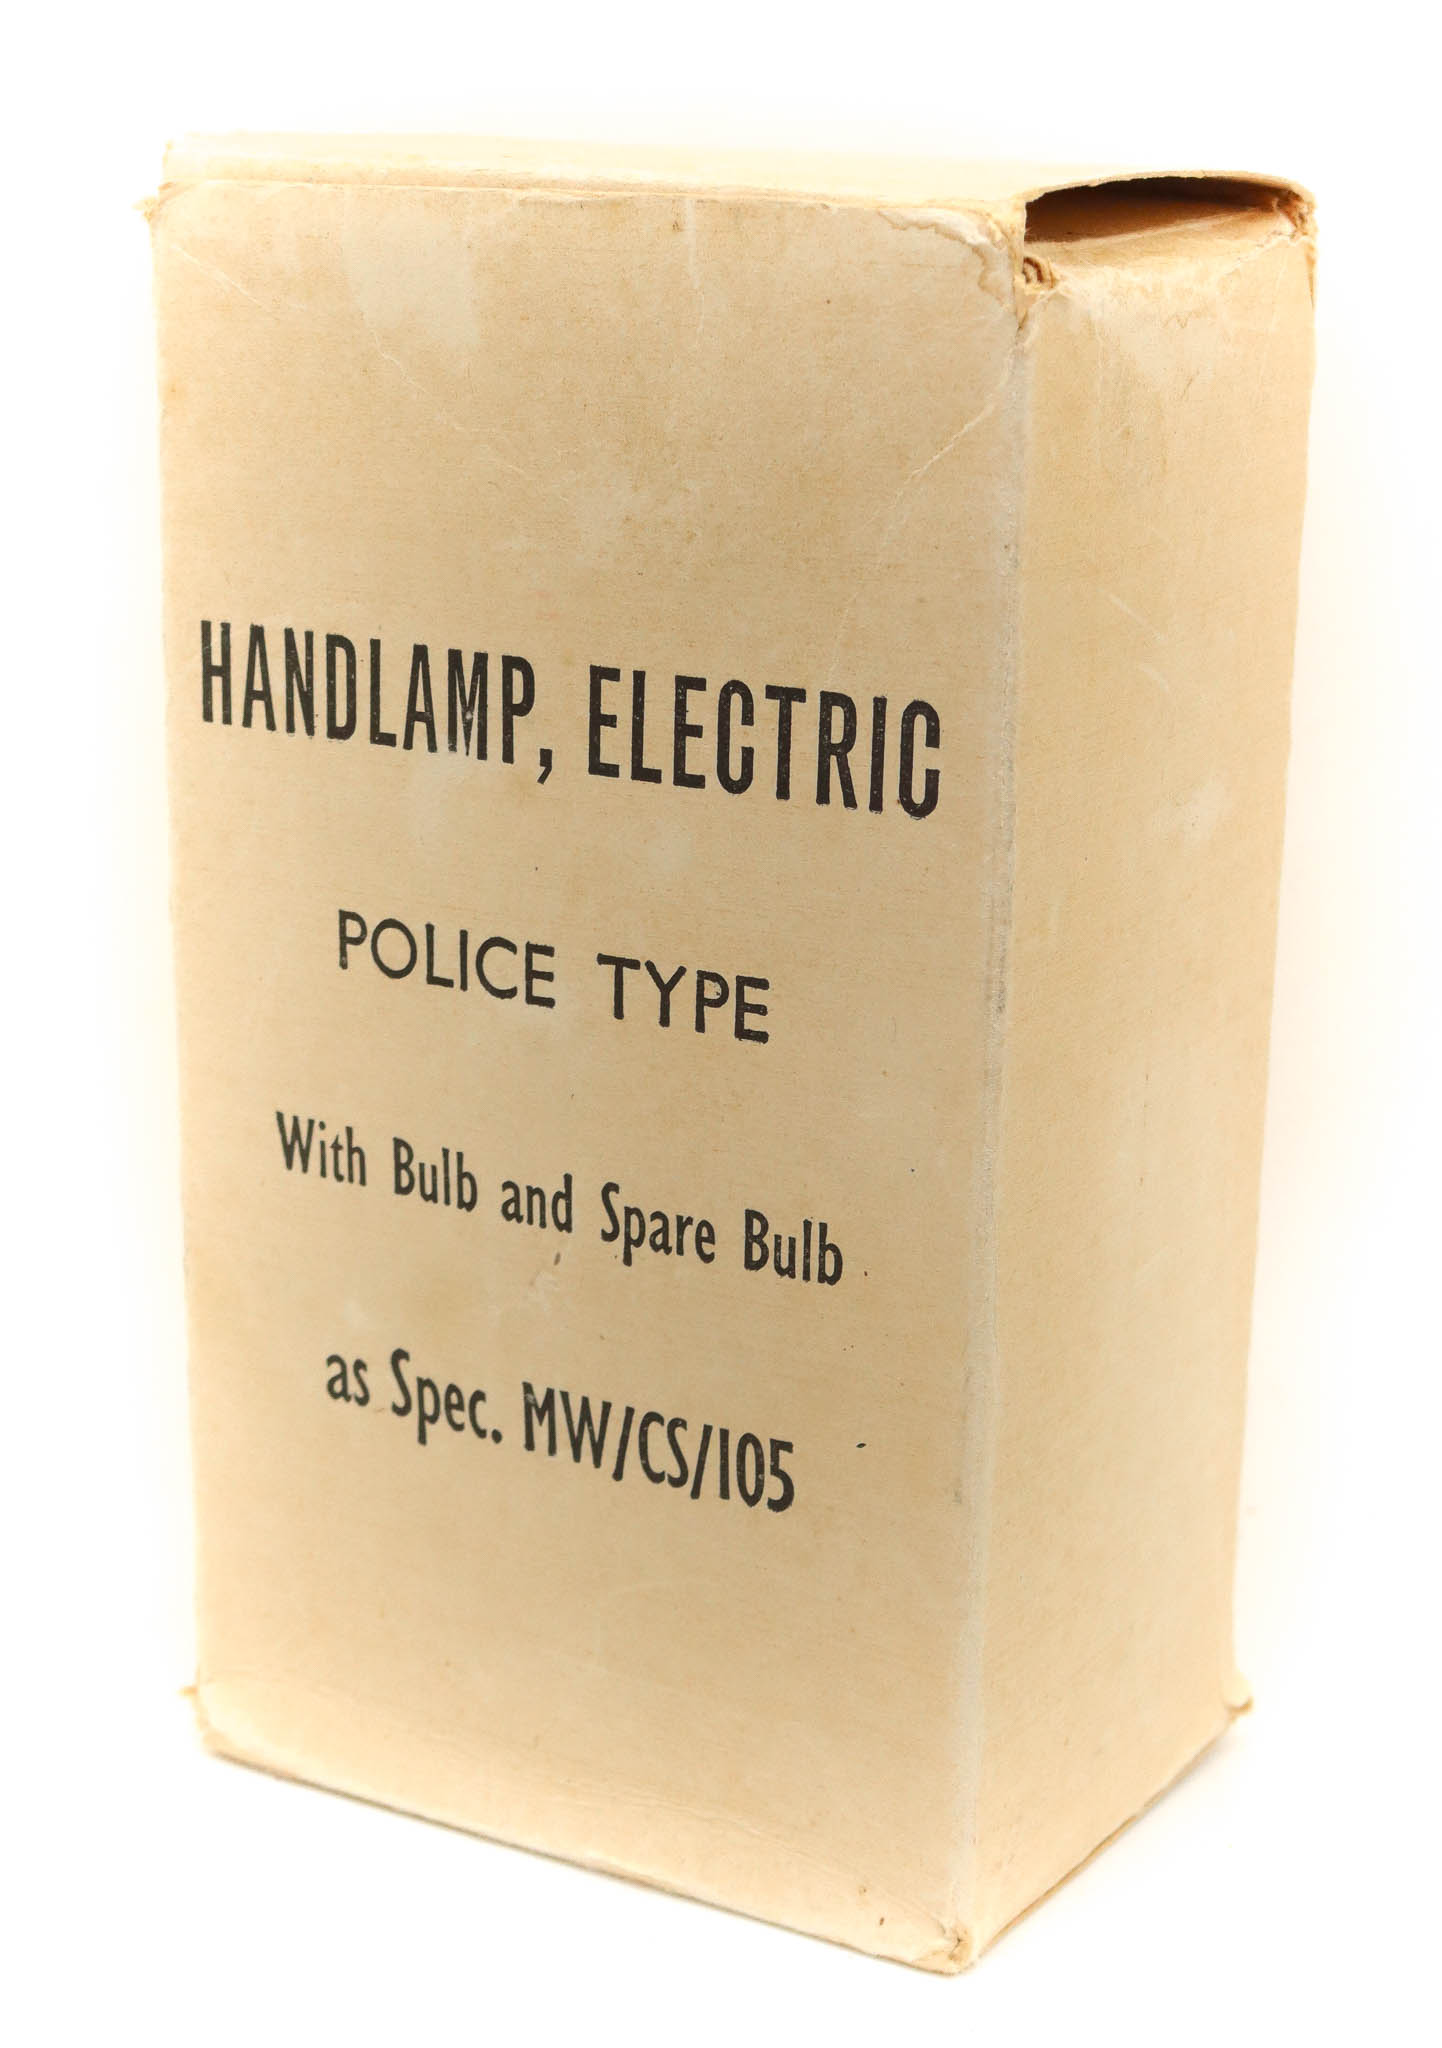 HANDLAMP, ELECTRIC
POLICE TYPE
With Bulb and Spare Bulb
as Spec. MW/CS/105